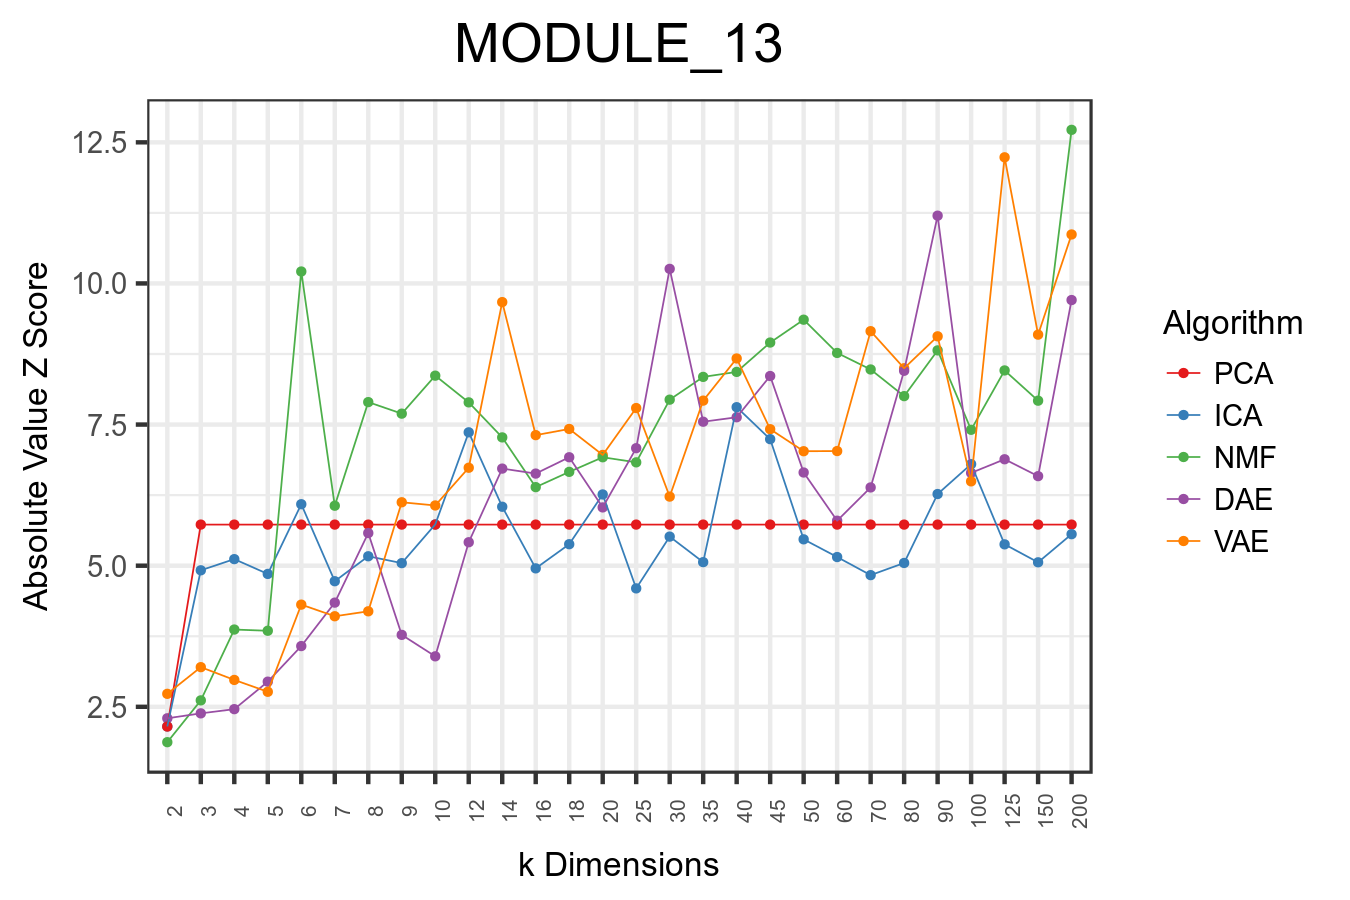 MODULE_13
Absolute Value Z Score
12.5
10.0
7.5
5.0
2.5
2 3 4 5 6 7 8 9 10 12 14 16 18 20 25 30 35 40 45 50 60 70 80 90 100 125 150 200
k Dimensions
Algorithm
PCA
ICA
NMF
DAE
VAE